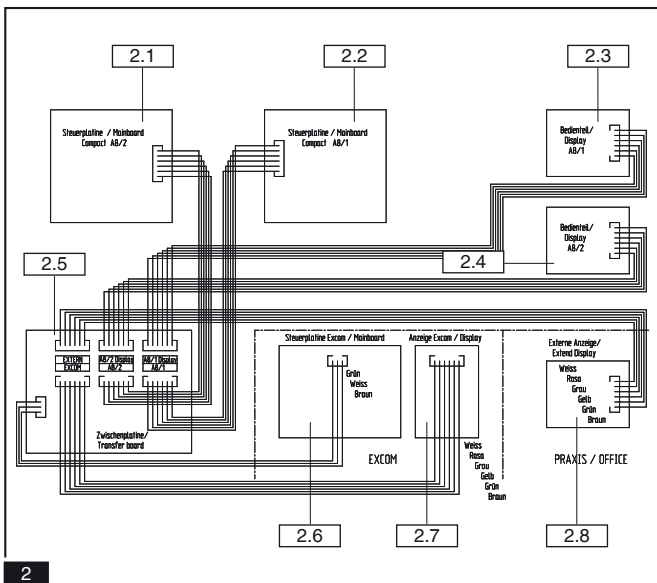 2.1
2.2
2.3
Steuerplatine / Mainboard
Compact A8/2
Steuerplatine / Mainboard
Compact A8/1
Bedienteil/
Display
A8/1
Bedienteil/
Display
A8/2
2.4
2.5
EXTERN
EXCOM
A8/2 Display
A8/2
A8/1 Display
A8/1
Zwischenplatine/
Transfer board
Steuerplatine Excom / Mainboard
Grün
Weiss
Braun
Anzeige Excom / Display
Weiss
Rosa
Grau
Gelb
Grün
Braun
EXCOM
Externe Anzeige/
Extend Display
Weiss
Rosa
Grau
Gelb
Grün
Braun
PRAXIS / OFFICE
2.6
2.7
2.8
2